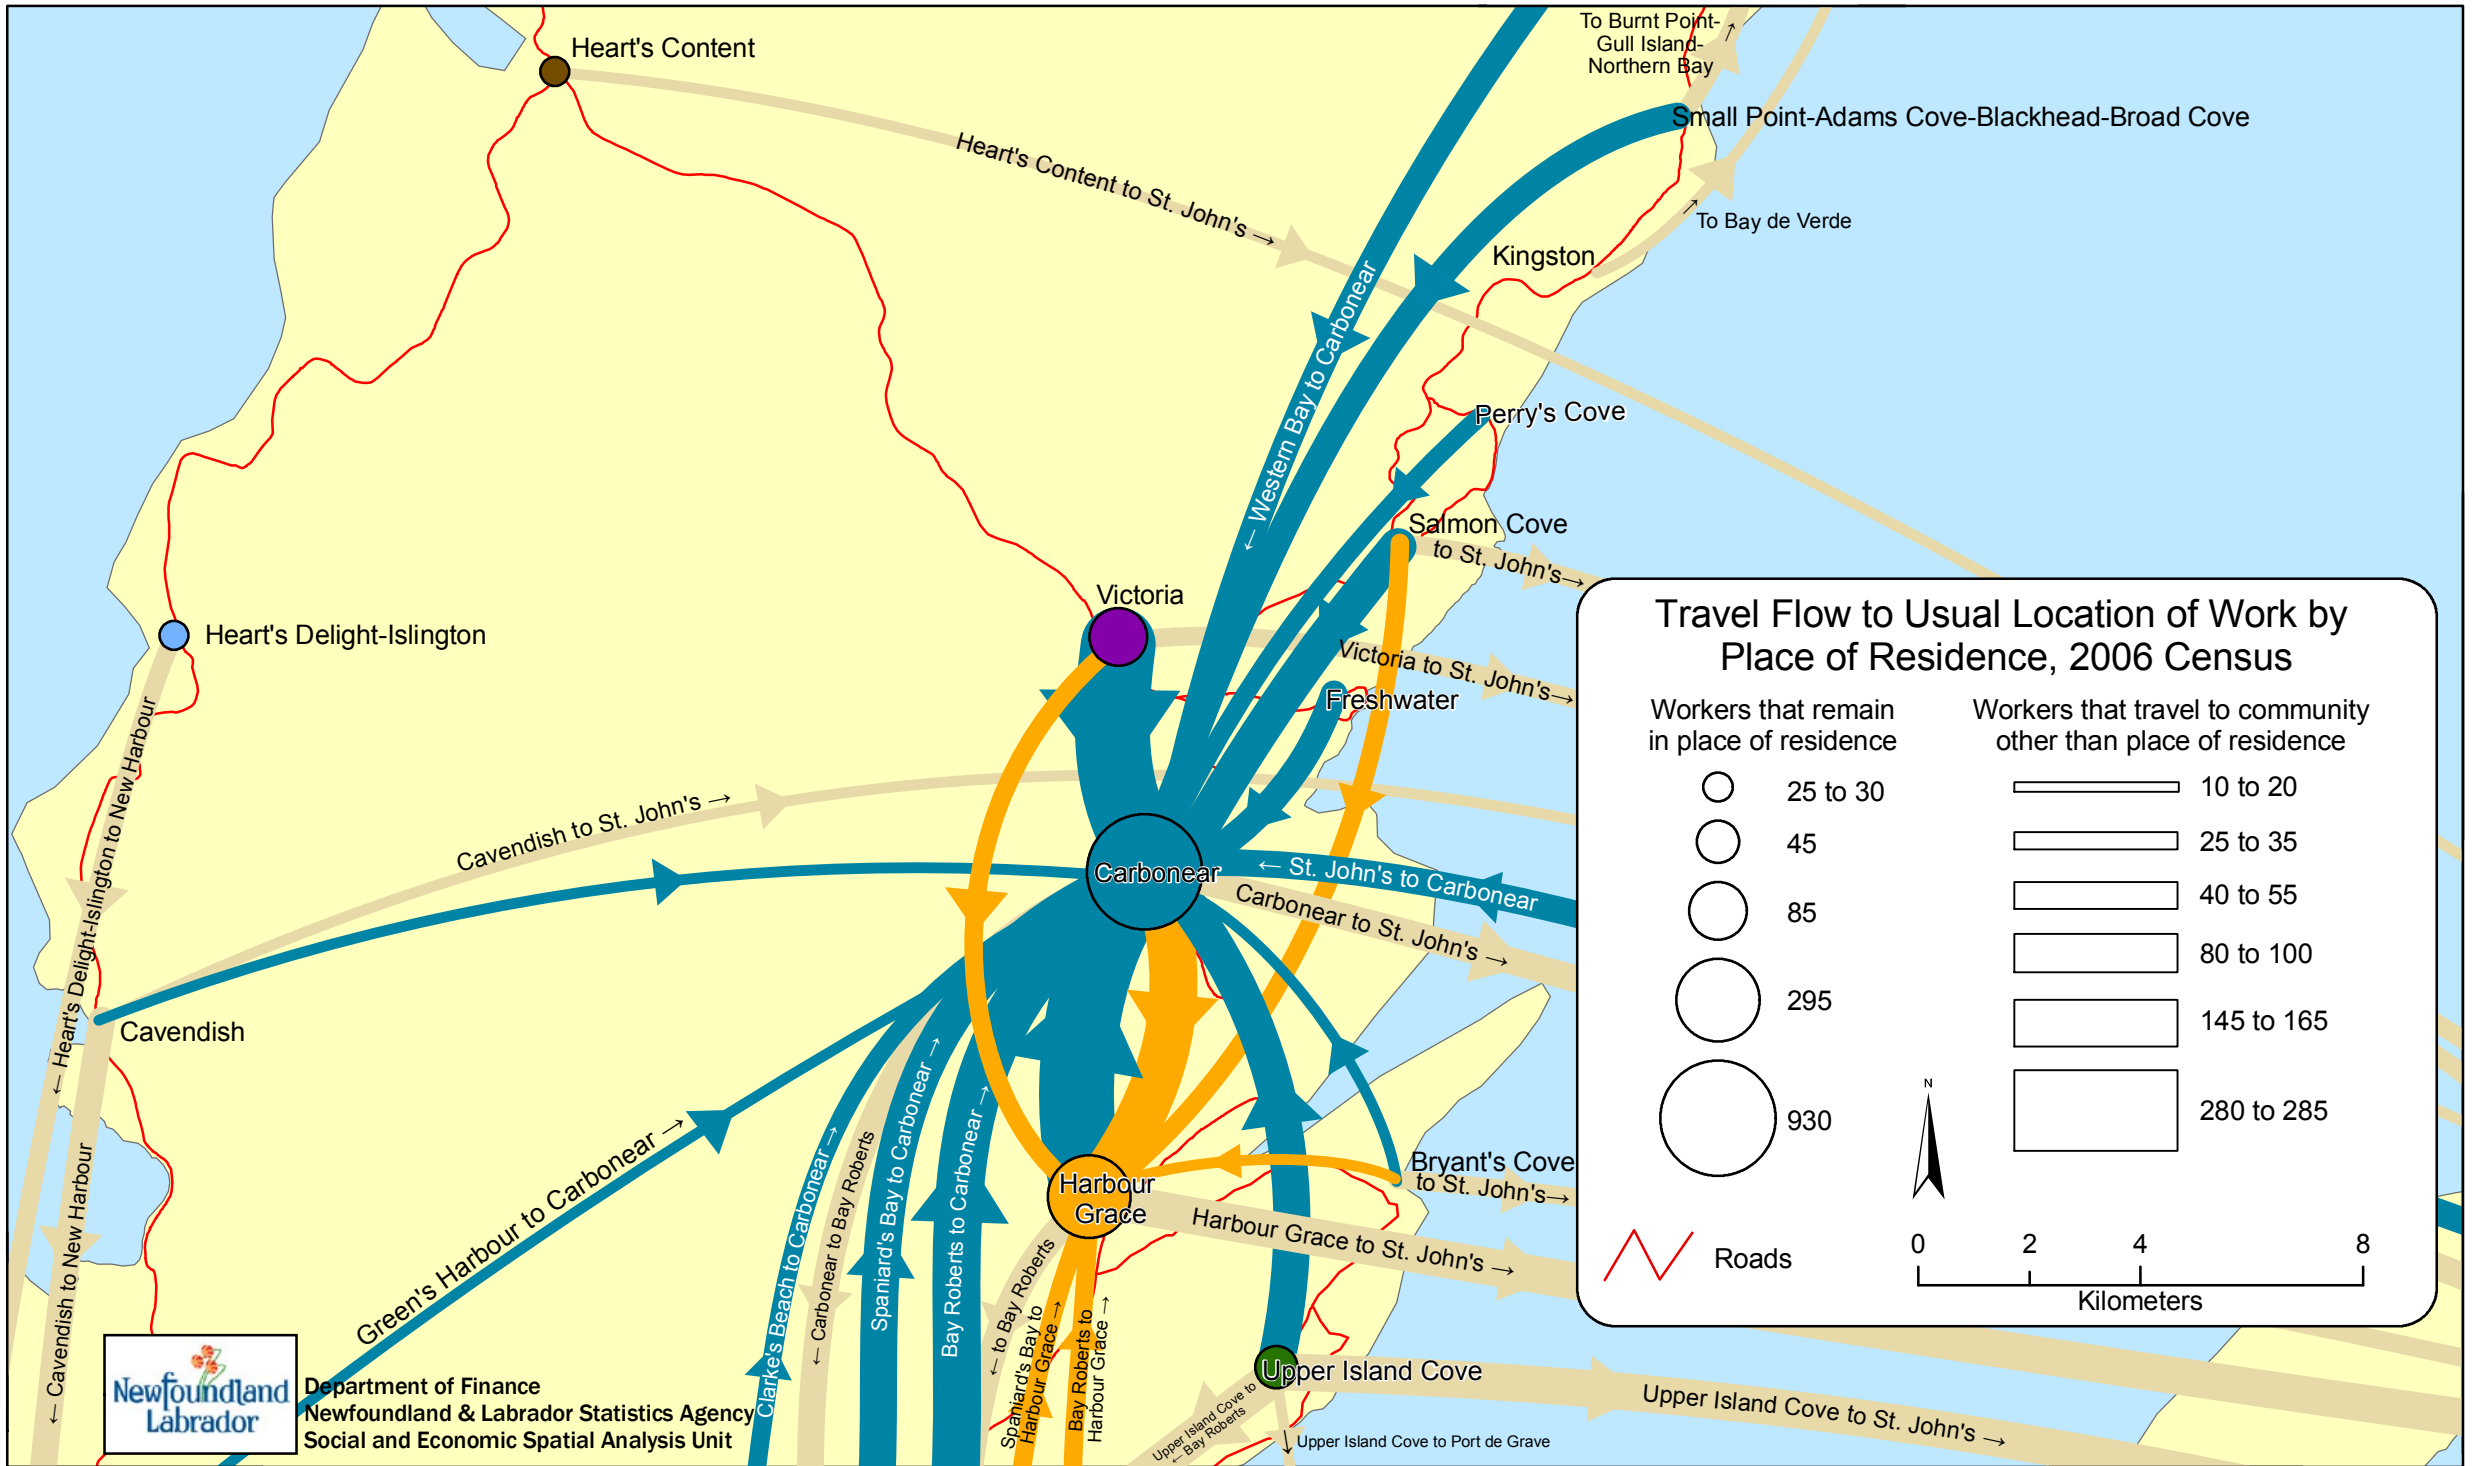 To Burnt Point-
Gull Island-
Northern Bay
Heart's Content
Small Point-Adams Cove-Blackhead-Broad Cove
Heart's Content to St. John's →
→
To Bay de Verde
Kingston
← Western Bay to Carbonear
Perry's Cove
Salmon Cove
to St. John's→
Victoria
Heart's Delight-Islington
Victoria to St. John's→
Freshwater
← Heart's Delight-Islington to New Harbour
Cavendish to St. John's →
Carbonear
← St. John's to Carbonear
Carbonear to St. John's →
Cavendish
← Cavendish to New Harbour
Green's Harbour to Carbonear →
Clarke's Beach to Carbonear →
← Carbonear to Bay Roberts
Spaniard's Bay to Carbonear →
Bay Roberts to Carbonear →
Harbour
Grace
Bryant's Cove
to St. John's→
Harbour Grace to St. John's →
← to Bay Roberts
Spaniard's Bay to
Harbour Grace →
Bay Roberts to
Harbour Grace →
Upper Island Cove
Upper Island Cove to
← Bay Roberts
Upper Island Cove to Port de Grave
Upper Island Cove to St. John's →
Travel Flow to Usual Location of Work by
Place of Residence, 2006 Census
Workers that remain
in place of residence
25 to 30
45
85
295
930
Workers that travel to community
other than place of residence
10 to 20
25 to 35
40 to 55
80 to 100
145 to 165
280 to 285
N
Roads
0 2 4 8
Kilometers
Newfoundland
Labrador
Department of Finance
Newfoundland & Labrador Statistics Agency
Social and Economic Spatial Analysis Unit